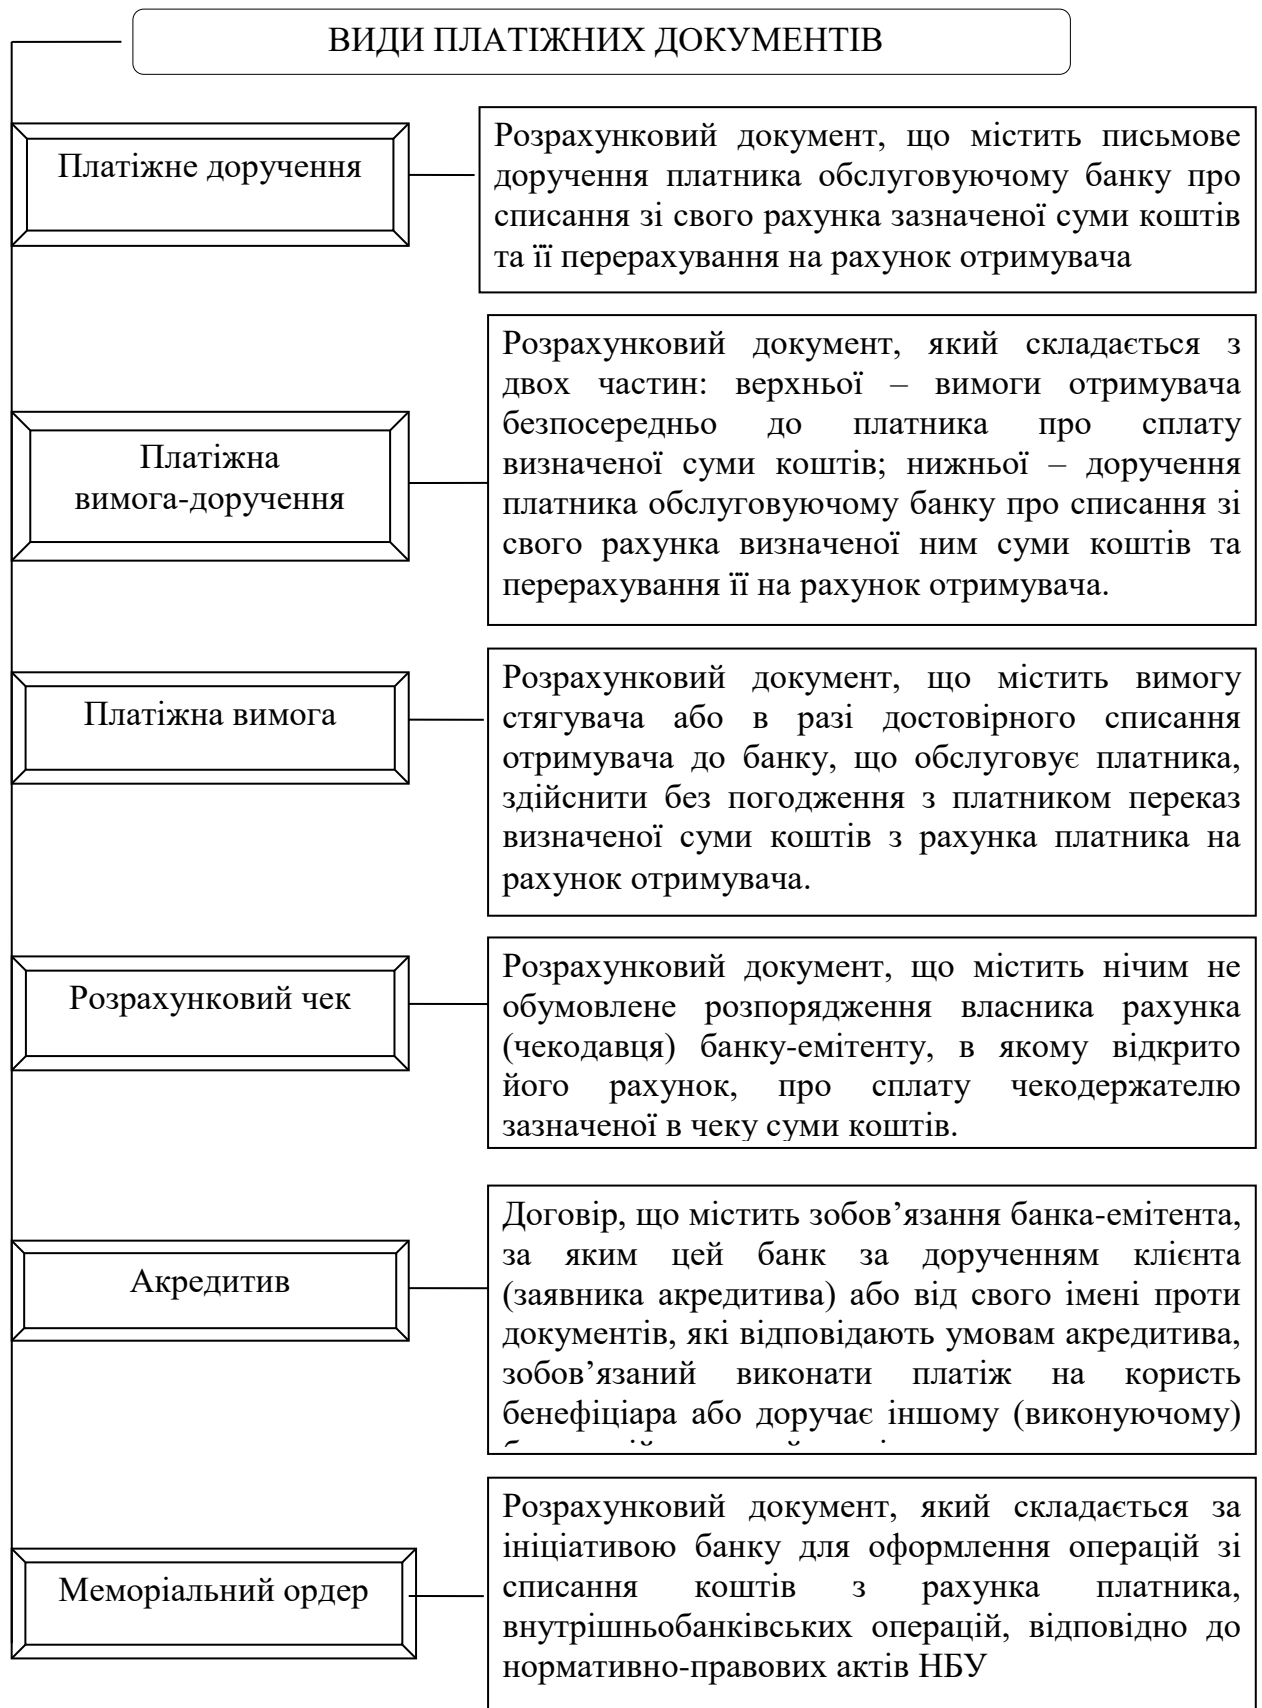 ВИДИ ПЛАТІЖНИХ ДОКУМЕНТІВ
Платіжне доручення
Розрахунковий документ, що містить письмове
доручення платника обслуговуючому банку про
списання зі свого рахунка зазначеної суми коштів
та її перерахування на рахунок отримувача
Платіжна
вимога-доручення
Розрахунковий документ, який складається з
двох частин: верхньої – вимоги отримувача
безпосередньо до платника про сплату
визначеної суми коштів; нижньої – доручення
платника обслуговуючому банку про списання зі
свого рахунка визначеної ним суми коштів та
перерахування її на рахунок отримувача.
Платіжна вимога
Розрахунковий документ, що містить вимогу
стягувача або в разі достовірного списання
отримувача до банку, що обслуговує платника,
здійснити без погодження з платником переказ
визначеної суми коштів з рахунка платника на
рахунок отримувача.
Розрахунковий чек
Розрахунковий документ, що містить нічим не
обумовлене розпорядження власника рахунка
(чекодавця) банку-емітенту, в якому відкрито
його рахунок, про сплату чекодержателю
зазначеної в чеку суми коштів.
Акредитив
Договір, що містить зобов’язання банка-емітента,
за яким цей банк за дорученням клієнта
(заявника акредитива) або від свого імені проти
документів, які відповідають умовам акредитива,
зобов’язаний виконати платіж на користь
бенефіціара або доручає іншому (виконуючому)
Меморіальний ордер
Розрахунковий документ, який складається за
ініціативою банку для оформлення операцій зі
списання коштів з рахунка платника,
внутрішньобанківських операцій, відповідно до
нормативно-правових актів НБУ